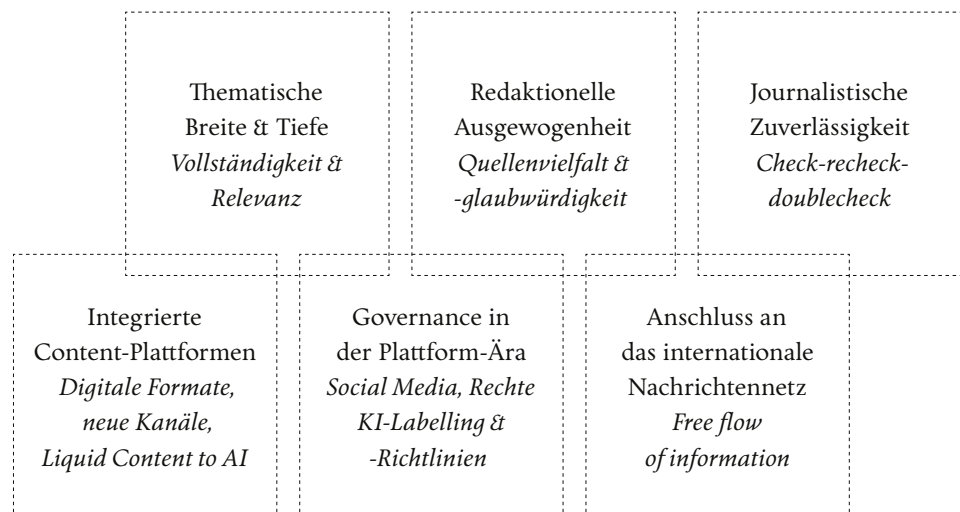 Thematische
Breite & Tiefe
Vollständigkeit &
Relevanz
Redaktionelle
Ausgewogenheit
Quellenvielfalt &
-glaubwürdigkeit
Journalistische
Zuverlässigkeit
Check-recheck-
doublecheck
Integrierte
Content-Plattformen
Digitale Formate,
neue Kanäle,
Liquid Content to AI
Governance in
der Plattform-Ära
Social Media, Rechte
KI-Labelling &
-Richtlinien
Anschluss an
das internationale
Nachrichtennetz
Free flow
of information